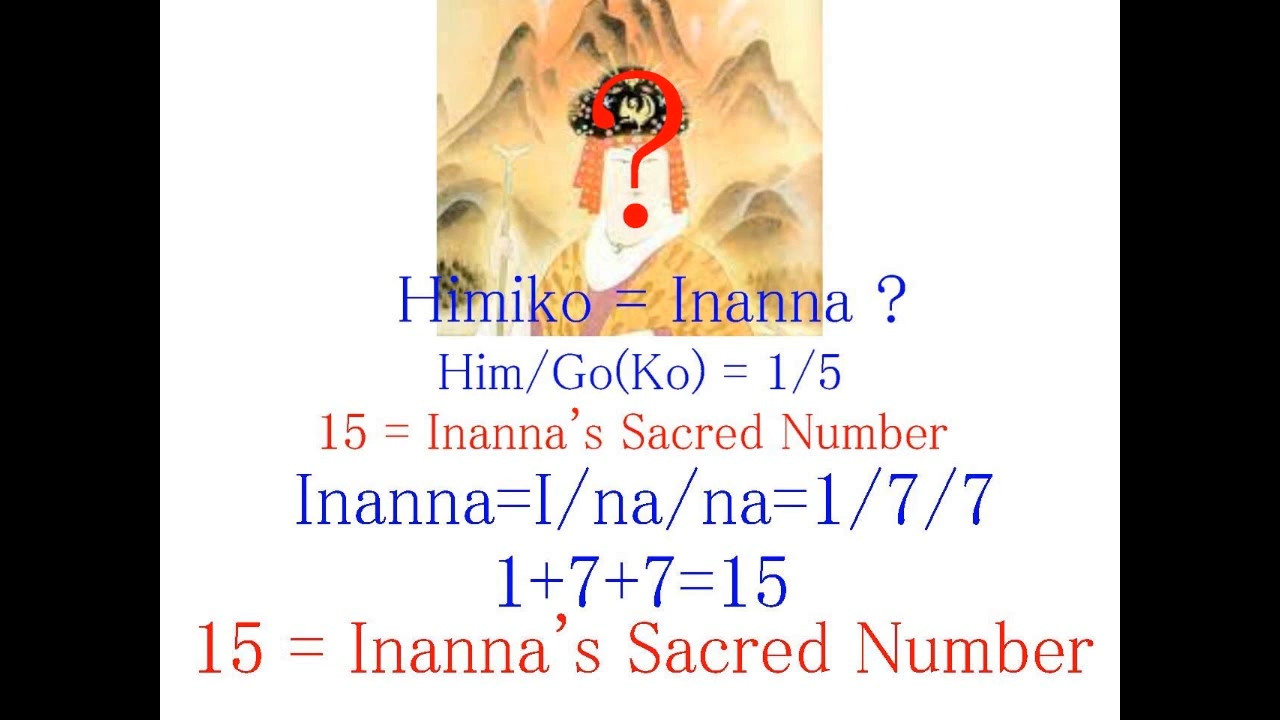 ?
Himiko = Inanna ?
Him/Go(Ko) = 1/5
15 = Inanna's Sacred Number
Inanna=I/na/na=1/7/7
1+7+7=15
15 = Inanna's Sacred Number